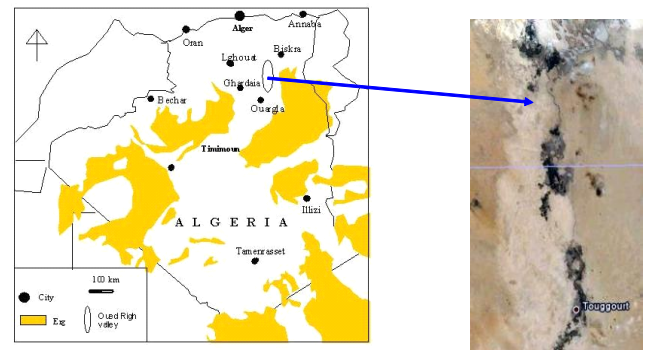 Alger
Annaba
Oran
Biskra
Lghouat
Ghardaia
Bechar
Ouargla
Timimoun
Illizi
A L G E R I A
Tamenrasset
100 km
City
Erg
Oued Righ
valley
Touggourt